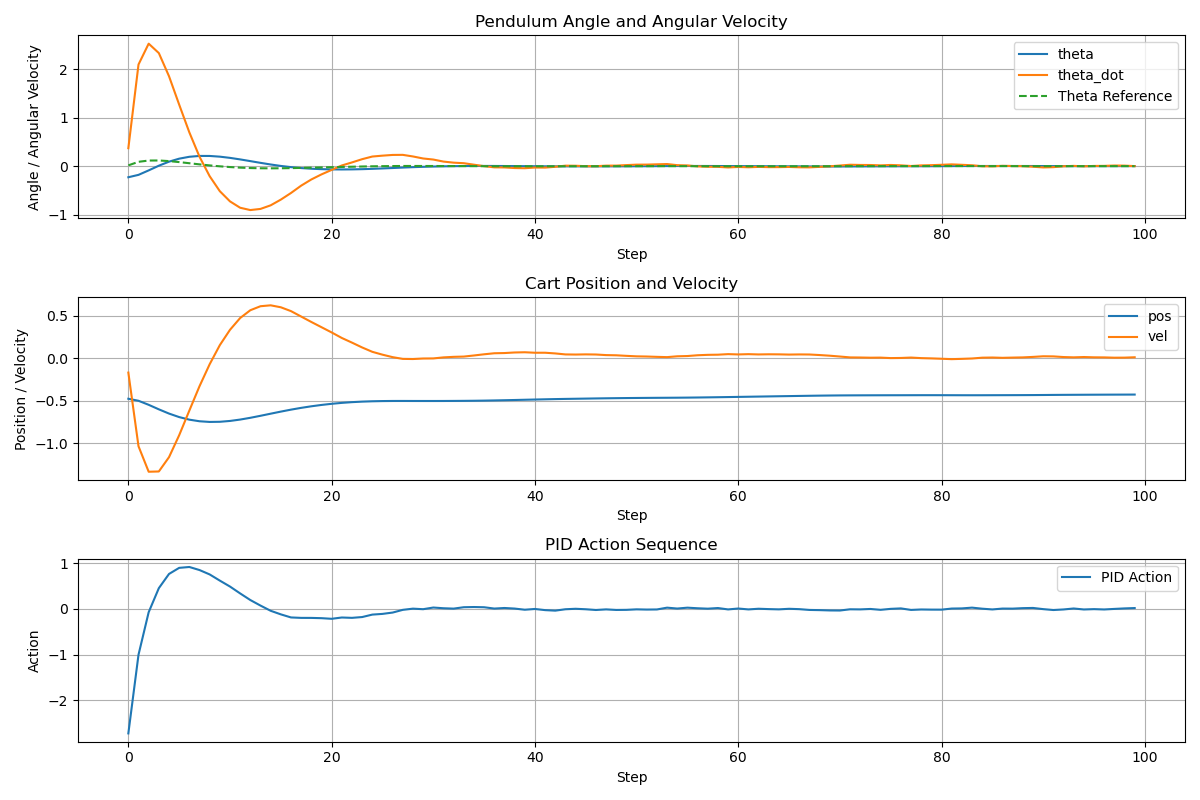 Pendulum Angle and Angular Velocity
Angle / Angular Velocity
2
1
0
−1
theta
theta_dot
Theta Reference
0 20 40 60 80 100
Step
Cart Position and Velocity
Position / Velocity
0.5
0.0
−0.5
−1.0
pos
vel
0 20 40 60 80 100
Step
PID Action Sequence
Action
1
0
−1
−2
PID Action
0 20 40 60 80 100
Step